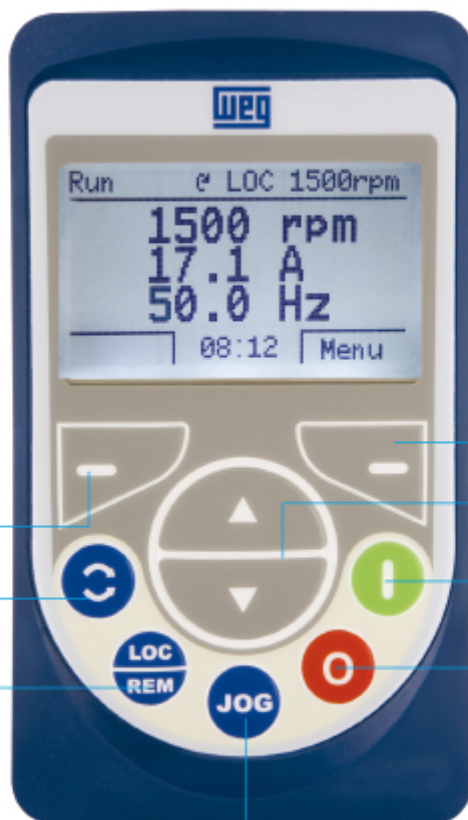 WEG
Run LOC 1500rpm
1500 rpm
17.1 A
50.0 Hz
08:12 Menu
LOC
REM
JOG